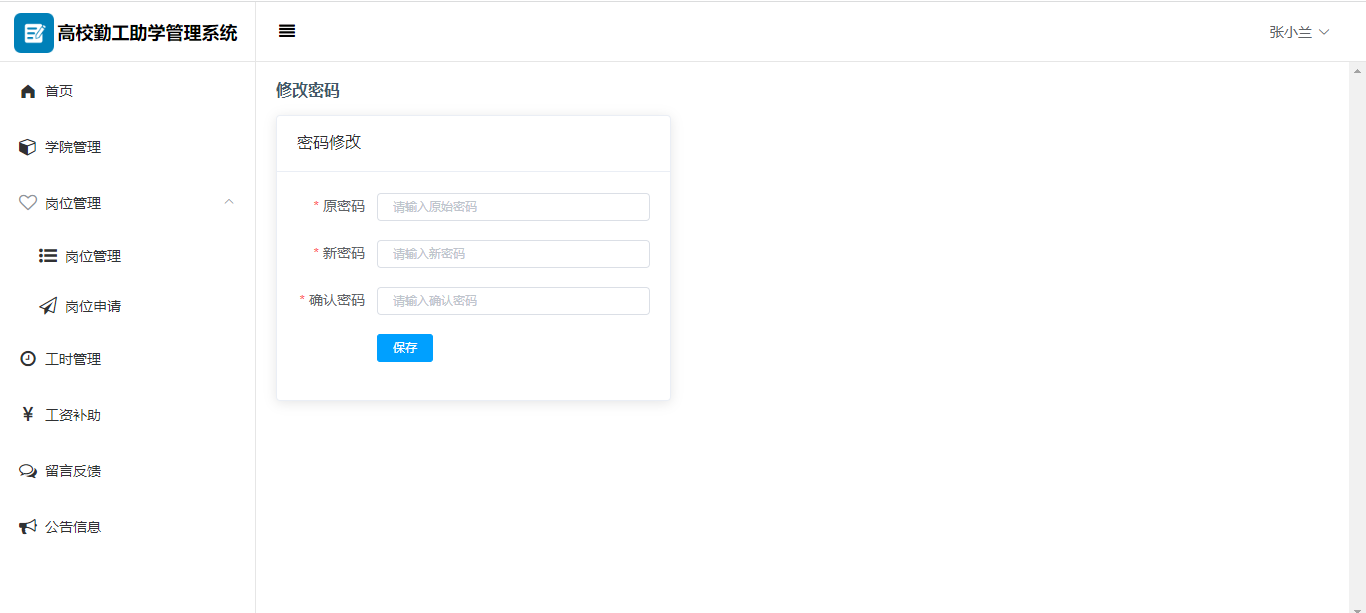 高校勤工助学管理系统
张小兰
首页
学院管理
岗位管理
岗位管理
岗位申请
工时管理
工资补助
留言反馈
公告信息
修改密码
密码修改
* 原密码 请输入原始密码
* 新密码 请输入新密码
* 确认密码 请输入确认密码
保存